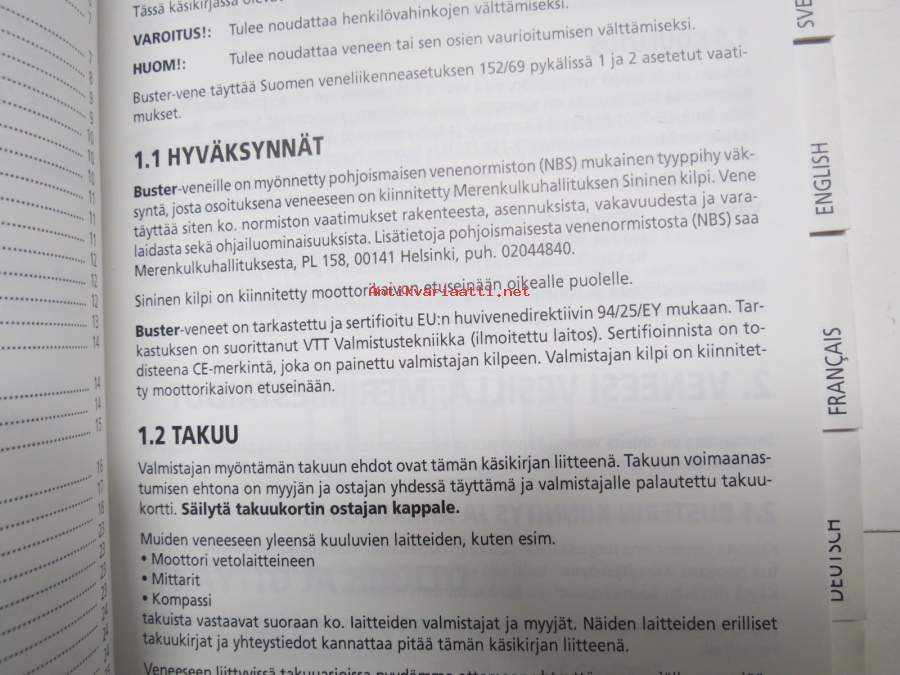 Tässä käsikirjassa
VAROITUS!: Tulee noudattaa henkilövahinkojen välttämiseksi.
HUOM!: Tulee noudattaa veneen tai sen osien vaurioitumisen välttämiseksi.
Buster-vene täyttää Suomen veneliikenneasetuksen 152/69 pykälissä 1 ja 2 asetetut vaati-
mukset.
1.1 HYVÄKSYNNÄT
Buster-veneille on myönnetty pohjoismaisen venenormiston (NBS) mukainen tyyppihy väk-
syntä, josta osoituksena veneeseen on kiinnitetty Merenkulkuhallituksen Sininen kilpi. Vene
täyttää siten ko. normiston vaatimukset rakenteesta, asennuksista, vakavuudesta ja vara-
laidasta sekä ohjailuominaisuuksista. Lisätietoja pohjoismaisesta venenormistosta (NBS) saa
Merenkulkuhallituksesta, PL 158, 00141 Helsinki, puh. 02044840.
Sininen kilpi on kiinnitetty moottorikaivon etuseinään oikealle puolelle.
Antikvariaatti.net
Buster-veneet on tarkastettu ja sertifioitu EU:n huvivenedirektiivin 94/25/EY mukaan. Tar-
kastuksen on suorittanut VTT Valmistustekniikka (ilmoitettu laitos). Sertifioinnista on to-
disteena CE-merkintä, joka on painettu valmistajan kilpeen. Valmistajan kilpi on kiinnitet-
ty moottorikaivon etuseinään.
1.2 TAKUU
Valmistajan myöntämän takuun ehdot ovat tämän käsikirjan liitteenä. Takuun voimaanas-
tumisen ehtona on myyjän ja ostajan yhdessä täyttämä ja valmistajalle palautettu takuu-
kortti. Säilytä takuukortin ostajan kappale.
Muiden veneeseen yleensä kuuluvien laitteiden, kuten esim.
• Moottori vetolaitteineen
• Mittarit
• Kompassi
takuista vastaavat suoraan ko. laitteiden valmistajat ja myyjät. Näiden laitteiden erilliset
takuukirjat ja yhteystiedot kannattaa pitää tämän käsikirjan liitteenä.
Veneeseen liittyvissä takuuasioissa
SVE
ENGLISH
FRANÇAIS
DEUTSCH